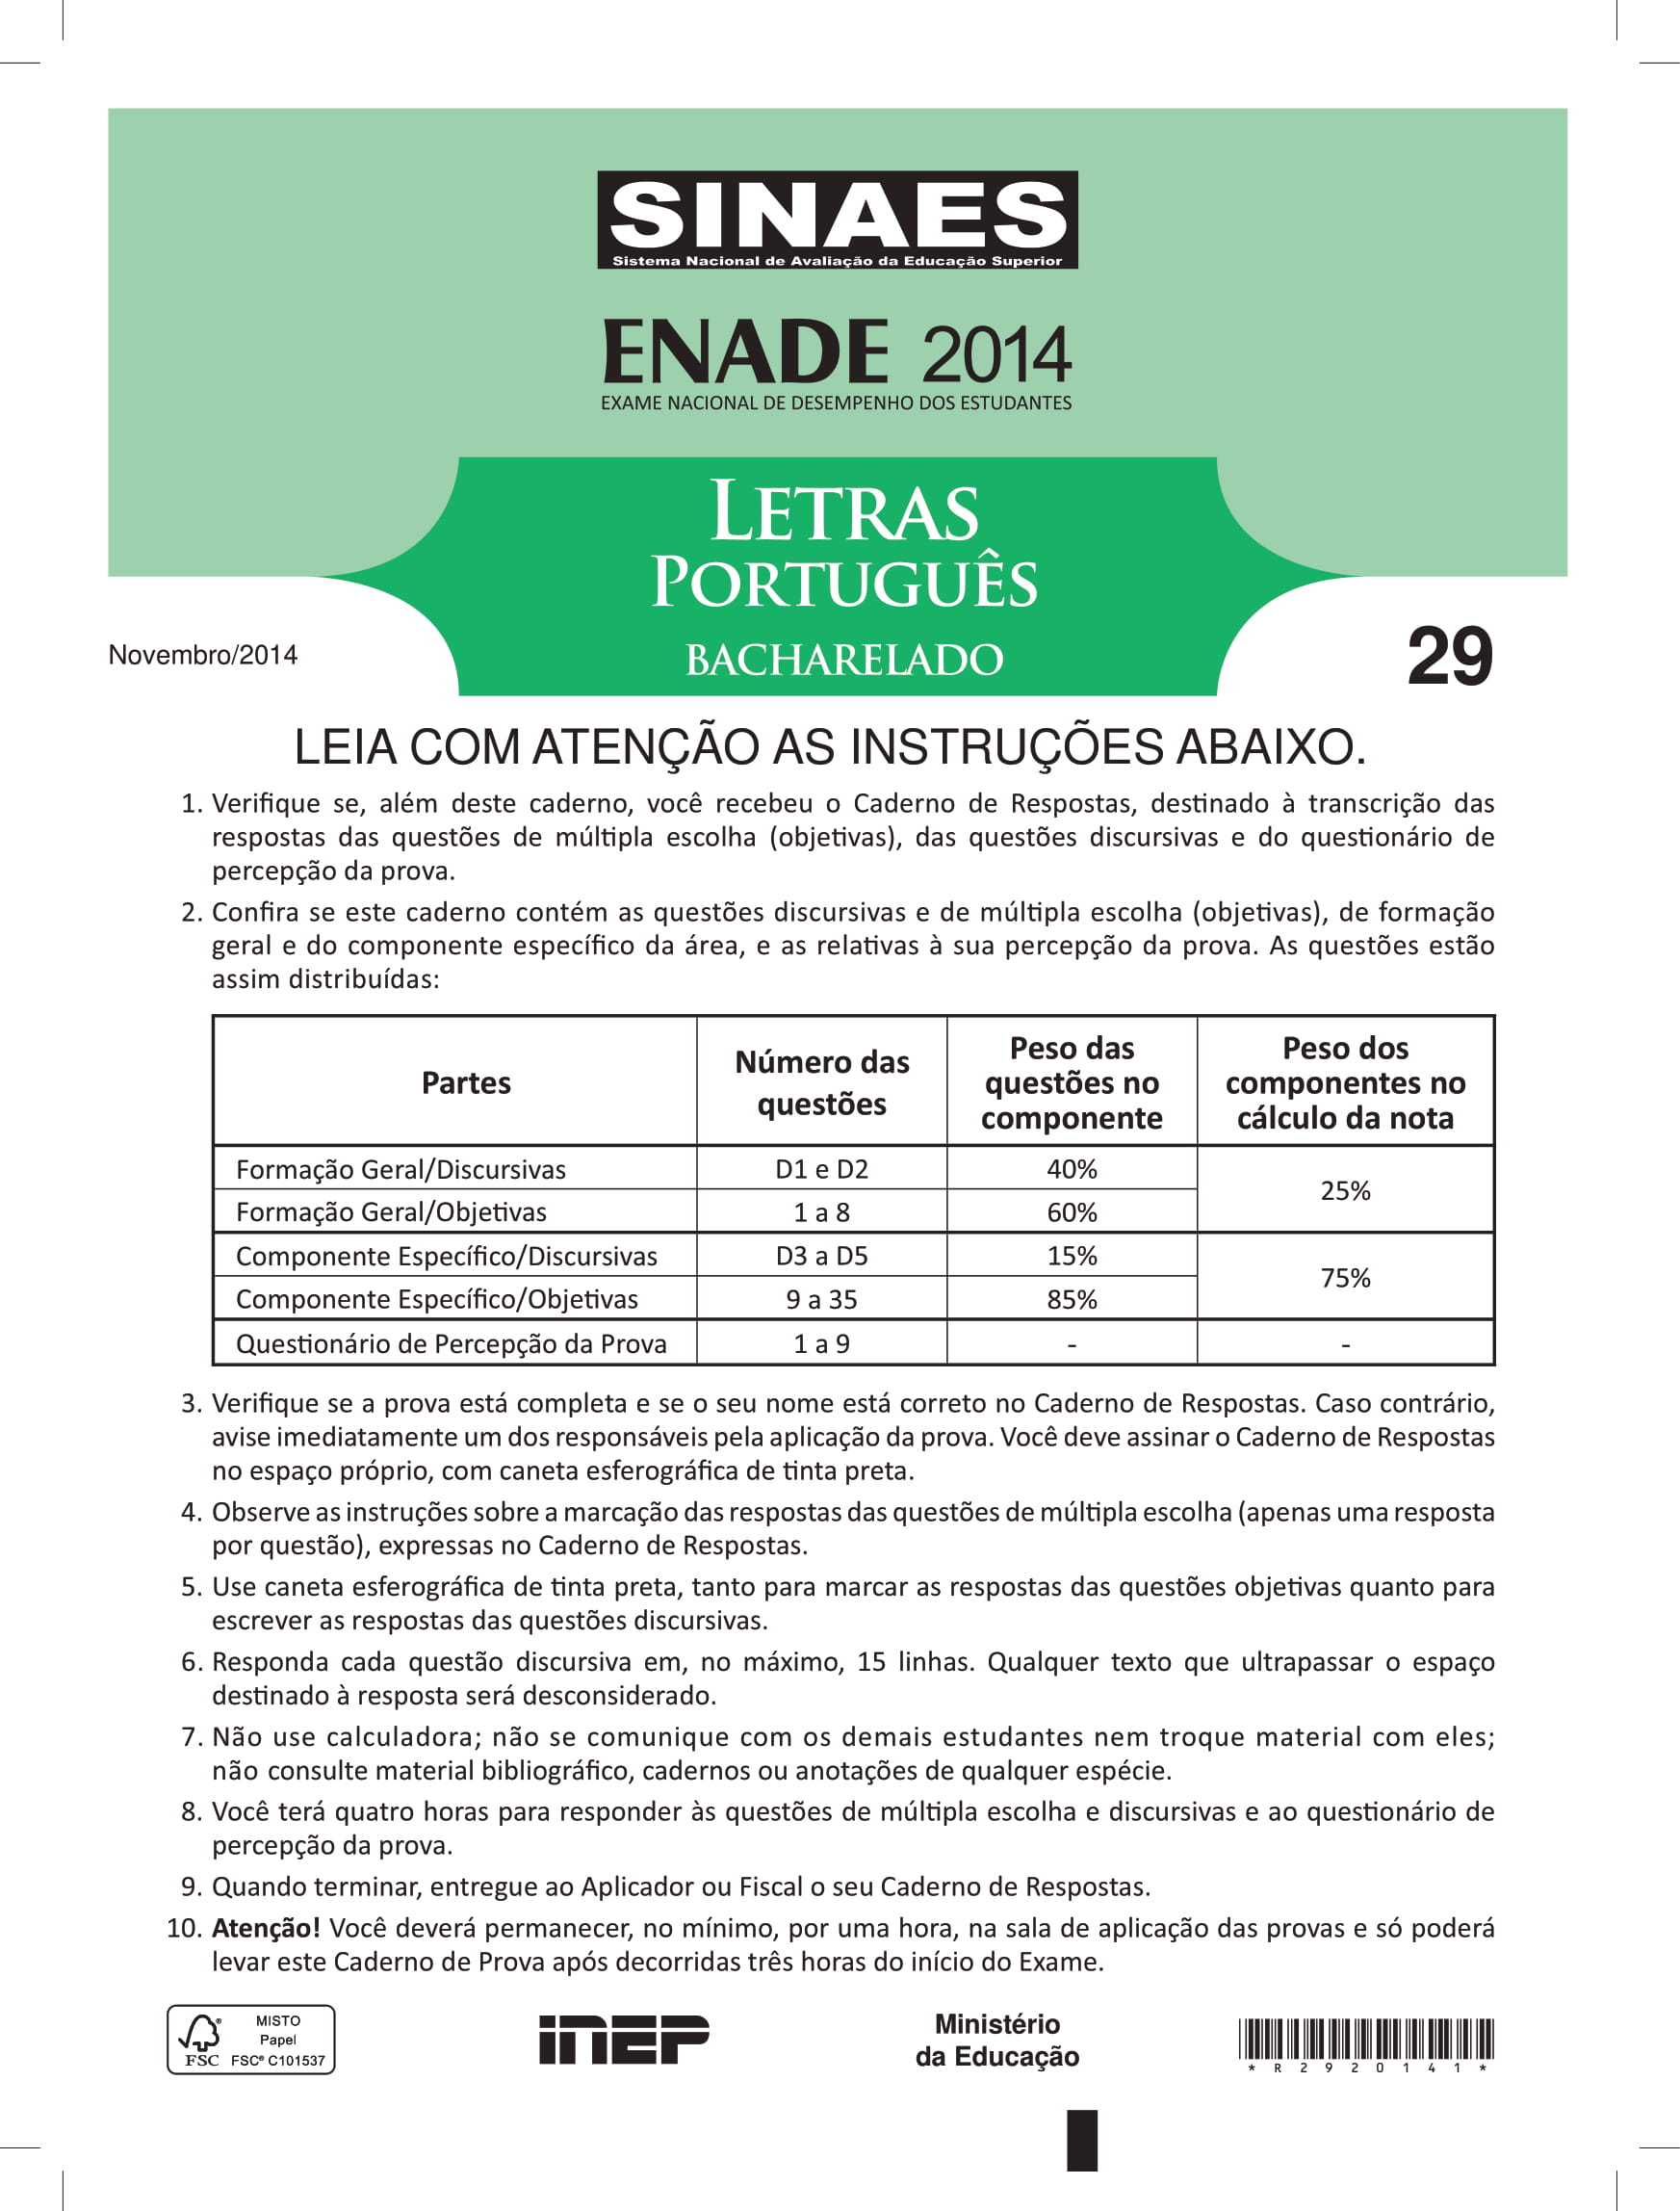 SINAES
Sistema Nacional de Avaliação da Educação Superior
ENADE 2014
EXAME NACIONAL DE DESEMPENHO DOS ESTUDANTES
LETRAS
PORTUGUÊS
BACHARELADO
Novembro/2014
29
LEIA COM ATENÇÃO AS INSTRUÇÕES ABAIXO.
1. Verifique se, além deste caderno, você recebeu o Caderno de Respostas, destinado à transcrição das
respostas das questões de múltipla escolha (objetivas), das questões discursivas e do questionário de
percepção da prova.
2. Confira se este caderno contém as questões discursivas e de múltipla escolha (objetivas), de formação
geral e do componente específico da área, e as relativas à sua percepção da prova. As questões estão
assim distribuídas:
Partes
Número das
questões
Peso das
questões no
componente
Peso dos
componentes no
cálculo da nota
Formação Geral/Discursivas D1 e D2 40%
25%
Formação Geral/Objetivas 1 a 8 60%
Componente Específico/Discursivas D3 a D5 15%
75%
Componente Específico/Objetivas 9 a 35 85%
Questionário de Percepção da Prova 1 a 9 - -
3. Verifique se a prova está completa e se o seu nome está correto no Caderno de Respostas. Caso contrário,
avise imediatamente um dos responsáveis pela aplicação da prova. Você deve assinar o Caderno de Respostas
no espaço próprio, com caneta esferográfica de tinta preta.
4. Observe as instruções sobre a marcação das respostas das questões de múltipla escolha (apenas uma resposta
por questão), expressas no Caderno de Respostas.
5. Use caneta esferográfica de tinta preta, tanto para marcar as respostas das questões objetivas quanto para
escrever as respostas das questões discursivas.
6. Responda cada questão discursiva em, no máximo, 15 linhas. Qualquer texto que ultrapassar o espaço
destinado à resposta será desconsiderado.
7. Não use calculadora; não se comunique com os demais estudantes nem troque material com eles;
não consulte material bibliográfico, cadernos ou anotações de qualquer espécie.
8. Você terá quatro horas para responder às questões de múltipla escolha e discursivas e ao questionário de
percepção da prova.
9. Quando terminar, entregue ao Aplicador ou Fiscal o seu Caderno de Respostas.
10. Atenção! Você deverá permanecer, no mínimo, por uma hora, na sala de aplicação das provas e só poderá
levar este Caderno de Prova após decorridas três horas do início do Exame.
MISTO
Papel
FSC FSC® C101537
inep
Ministério
da Educação
* R 2 9 2 0 1 4 1 *